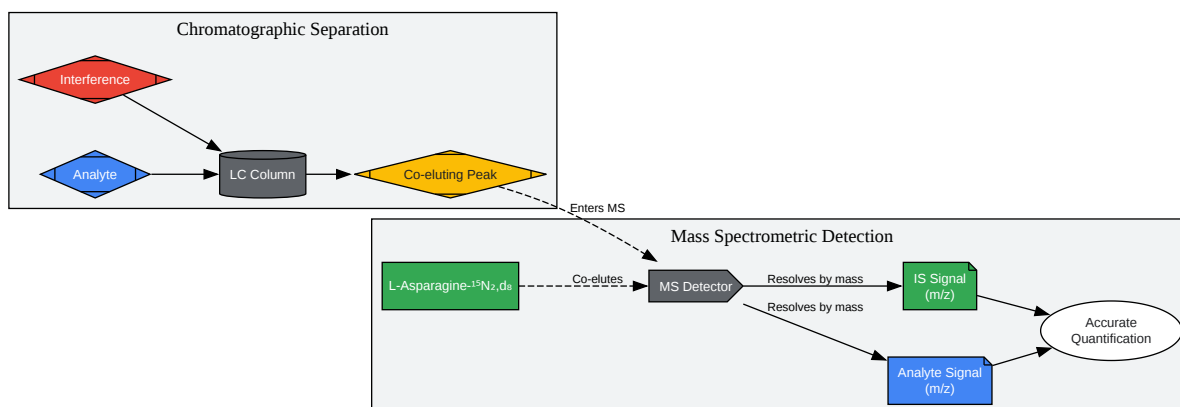 Chromatographic Separation
Interference
Analyte
LC Column
Co-eluting Peak
Enters MS
Mass Spectrometric Detection
L-Asparagine-¹⁵N₂,d₈
Co-elutes
MS Detector
Resolves by mass
Resolves by mass
IS Signal
(m/z)
Analyte Signal
(m/z)
Accurate
Quantification